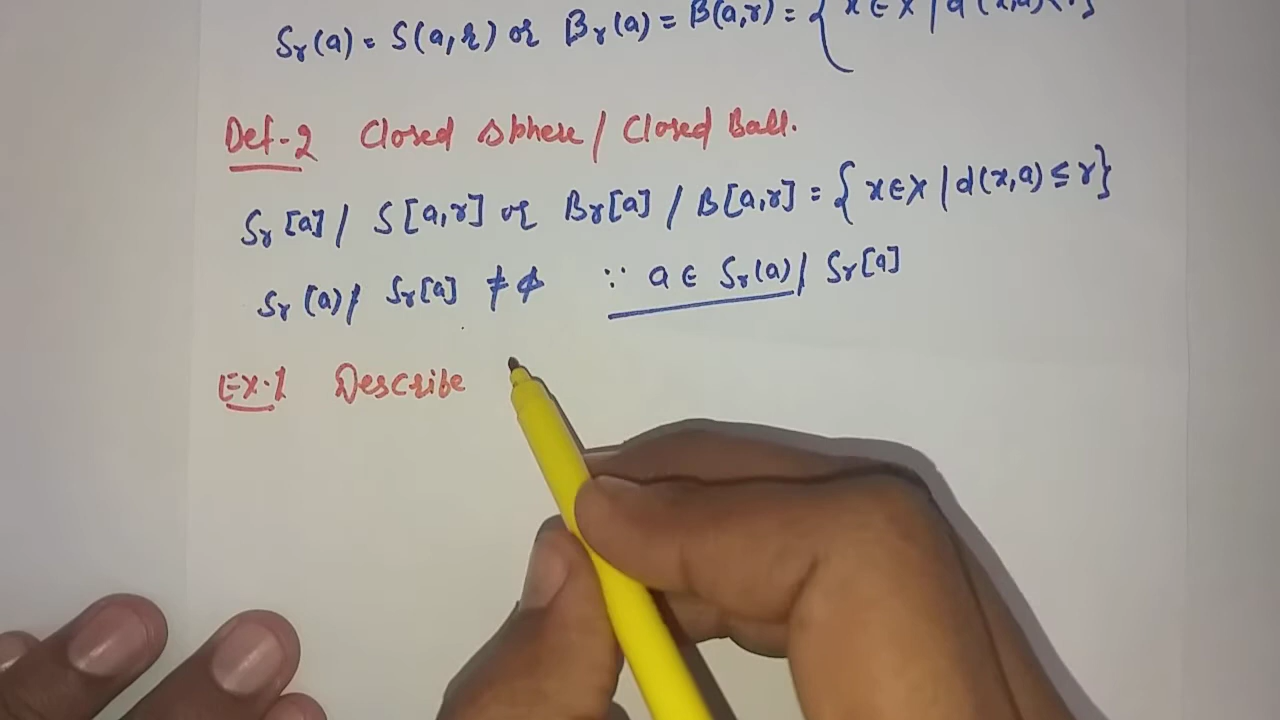 Sr(a) = S(a,r) or Br(a) = B(a,r) = { x ∈ X | d(x,a) < r }
Def-2 Closed Sphere / Closed Ball.
Sr[a] / S[a,r] or Br[a] / B[a,r] = { x ∈ X | d(x,a) ≤ r }
Sr(a) / Sr[a] ≠ ϕ ∵ a ∈ Sr(a) / Sr[a]
Ex.1 Describe